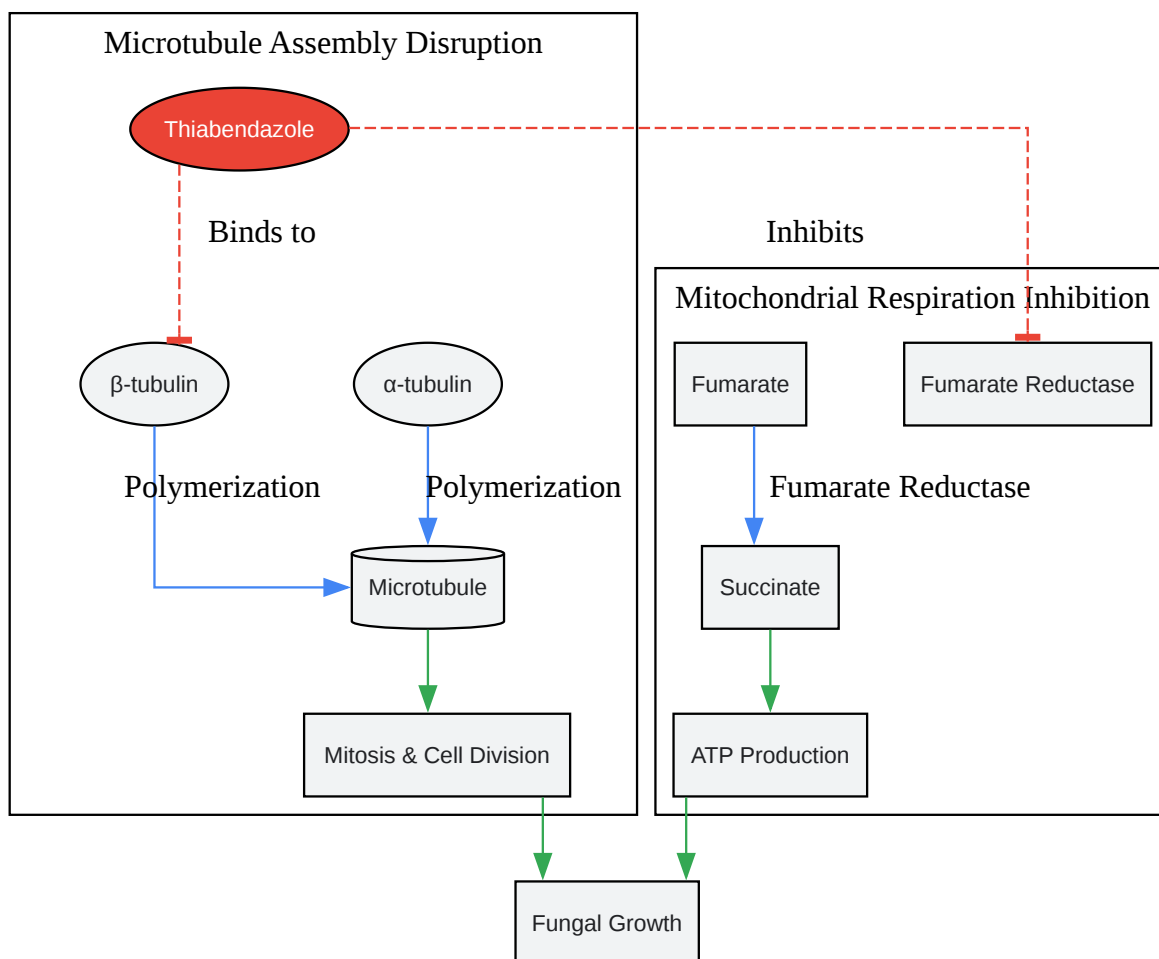 Microtubule Assembly Disruption
Thiabendazole
Binds to
Inhibits
Mitochondrial Respiration Inhibition
β-tubulin
α-tubulin
Fumarate
Fumarate Reductase
Polymerization
Polymerization
Fumarate Reductase
Microtubule
Succinate
Mitosis & Cell Division
ATP Production
Fungal Growth